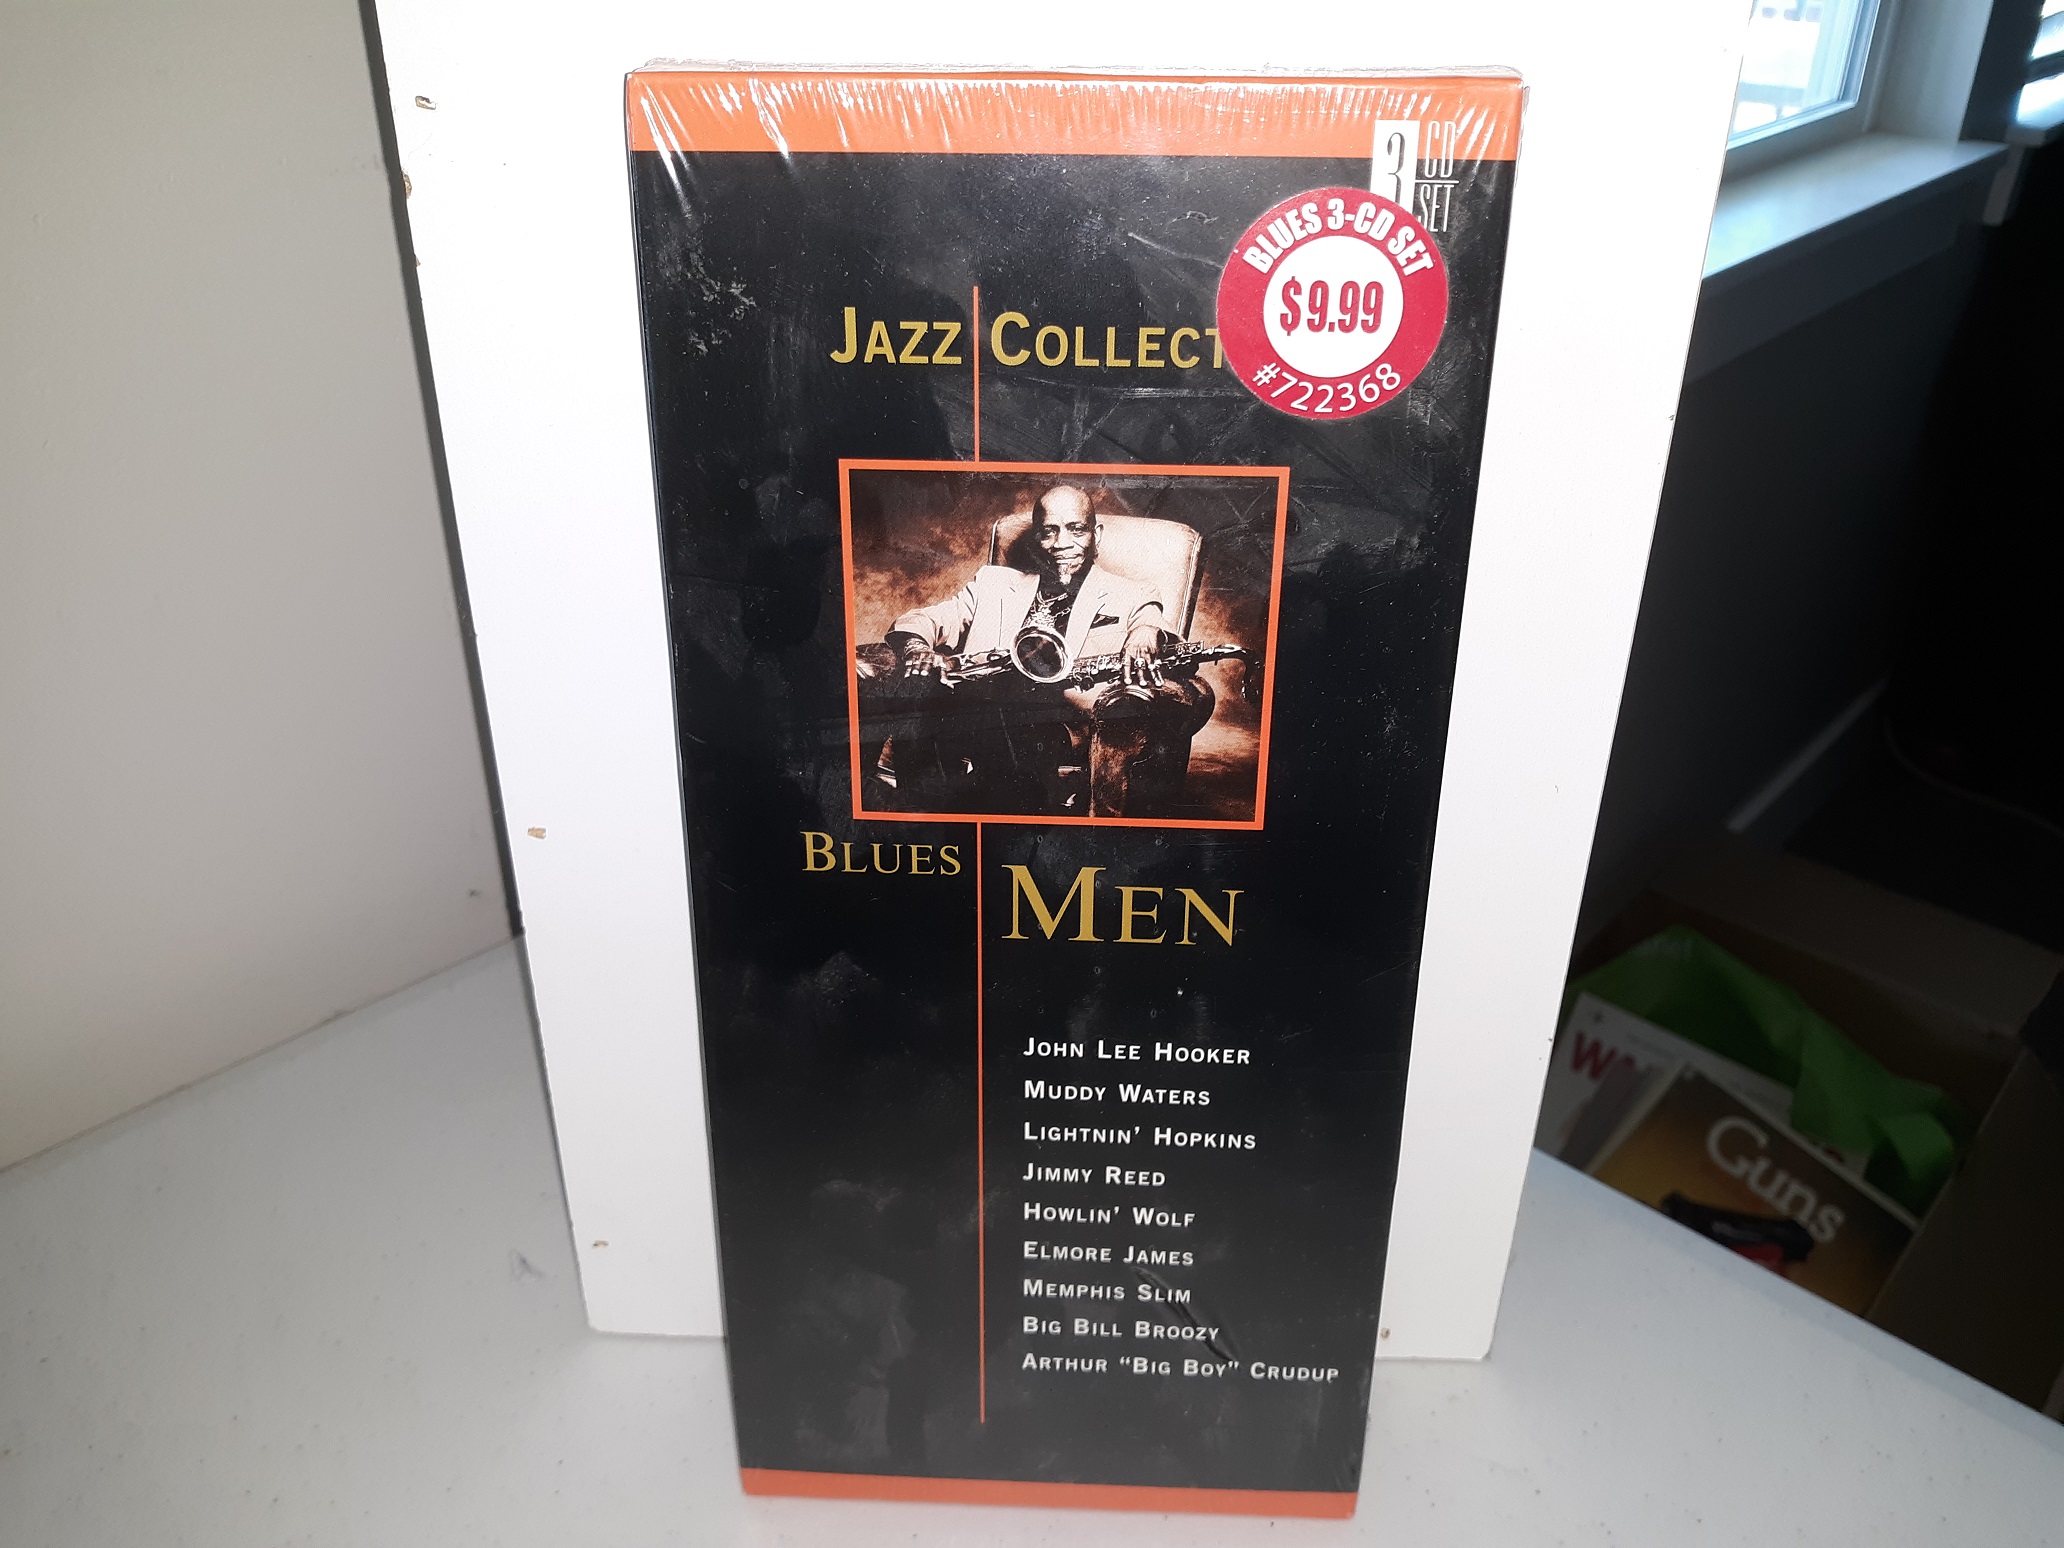 3 CD
SET
BLUES 3-CD SET
$9.99
#722368
JAZZ COLLECT
BLUES
MEN
JOHN LEE HOOKER
MUDDY WATERS
LIGHTNIN' HOPKINS
JIMMY REED
HOWLIN' WOLF
ELMORE JAMES
MEMPHIS SLIM
BIG BILL BROOZY
ARTHUR "BIG BOY" CRUDUP
Guns